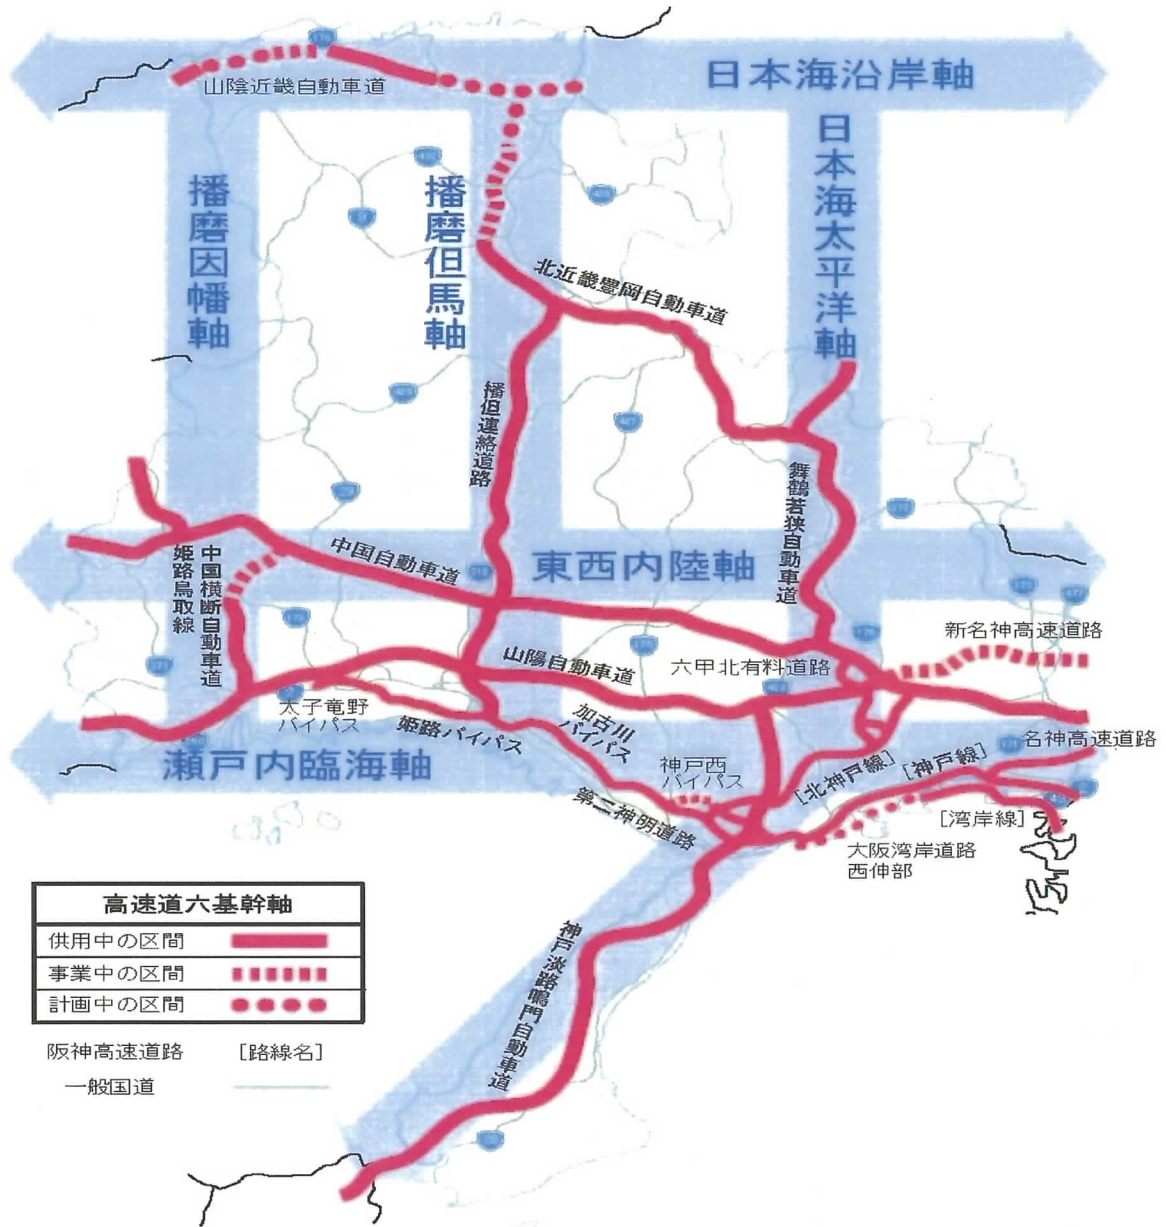 日本海沿岸軸
山陰近畿自動車道
日本海太平洋軸
播磨因幡軸
播磨但馬軸
北近畿豊岡自動車道
播但連絡道路
舞鶴若狭自動車道
中国自動車道
東西内陸軸
中国横断自動車道
姫路鳥取線
新名神高速道路
山陽自動車道
六甲北有料道路
太子竜野
バイパス
姫路バイパス
加古川
バイパス
名神高速道路
瀬戸内臨海軸
神戸西
バイパス
[北神戸線]
[神戸線]
第二神明道路
[湾岸線]
大阪湾岸道路
西伸部
神戸淡路鳴門自動車道
高速道六基幹軸
供用中の区間
事業中の区間
計画中の区間
阪神高速道路 [路線名]
一般国道